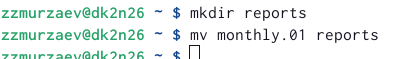 zzmurzaev@dk2n26 ~ $ mkdir reports
zzmurzaev@dk2n26 ~ $ mv monthly.01 reports
zzmurzaev@dk2n26 ~ $